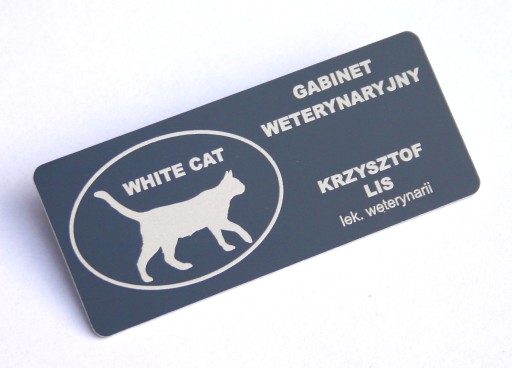 WHITE CAT
GABINET
WETERYNARYJNY
KRZYSZTOF
LIS
lek. weterynarii